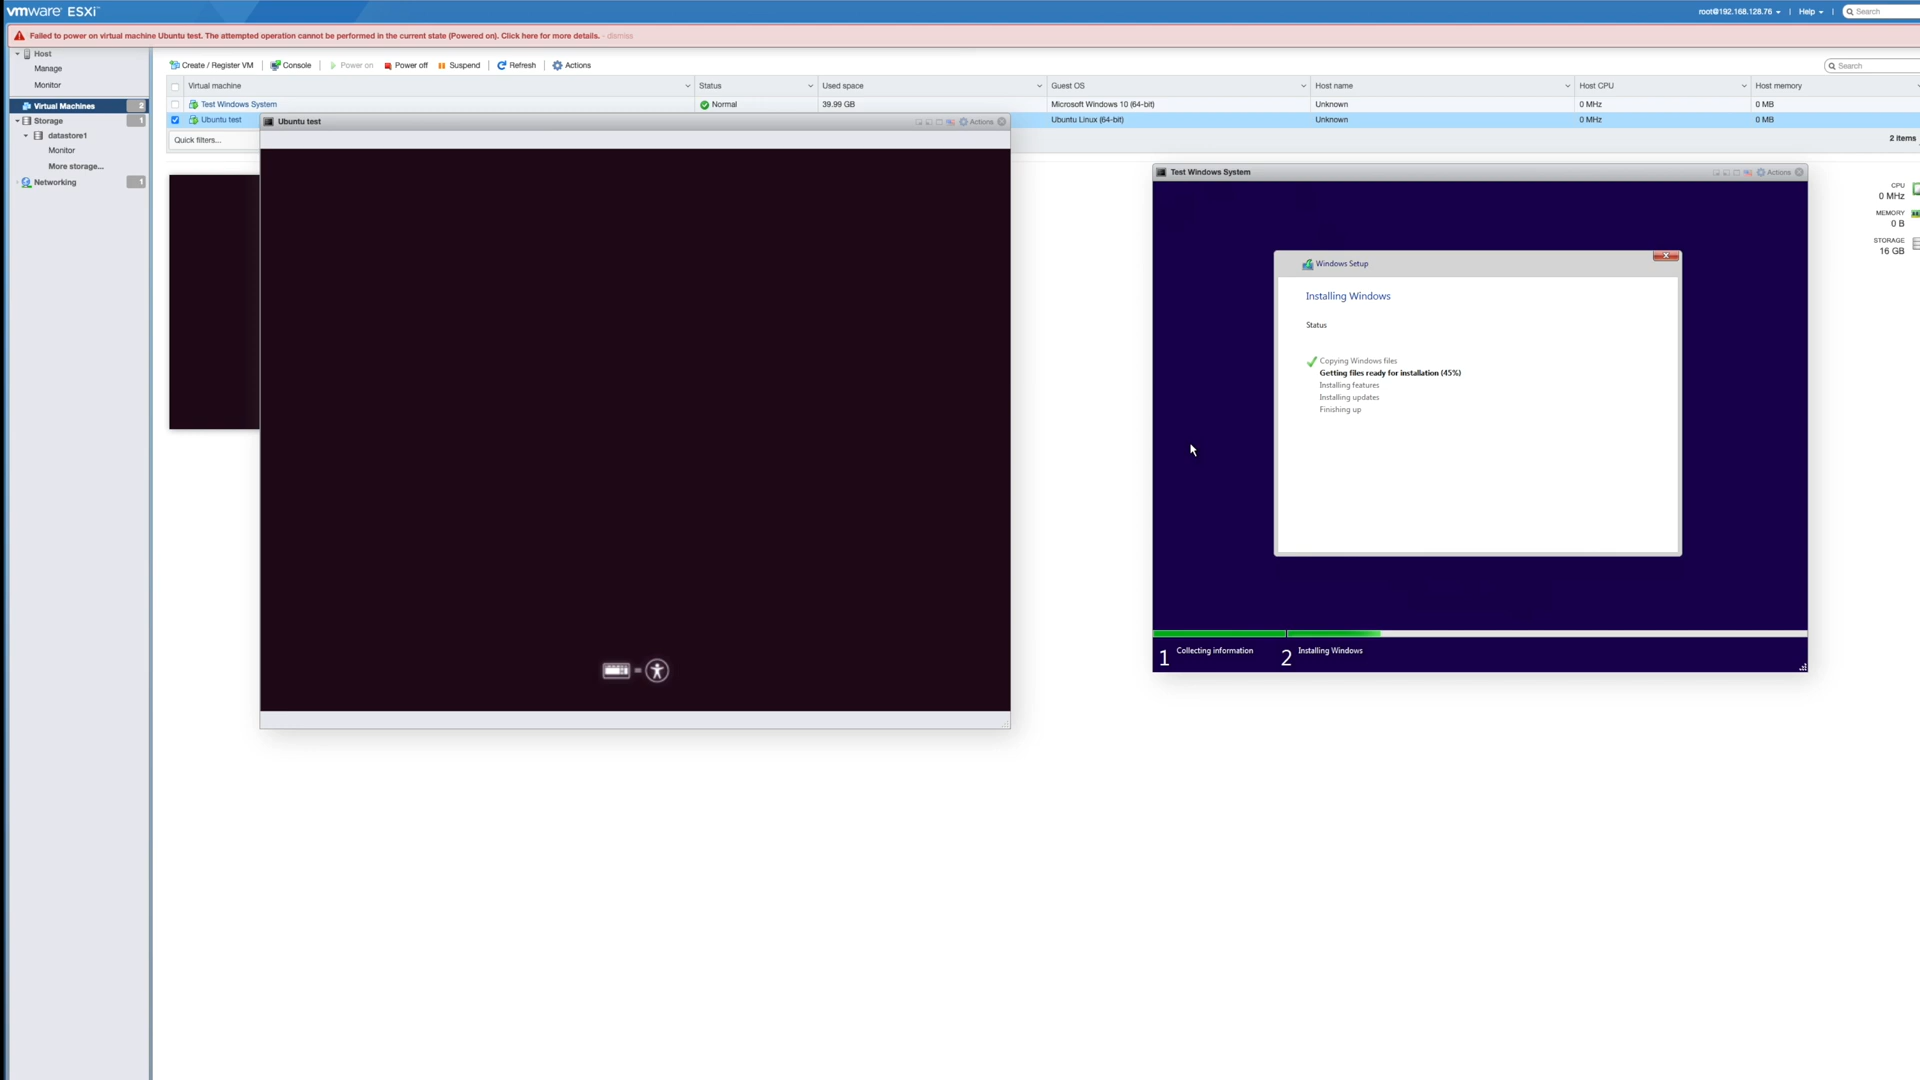 vmware ESXi
root@192.168.128.76
Help
Search
Failed to power on virtual machine Ubuntu test. The attempted operation cannot be performed in the current state (Powered on). Click here for more details. - dismiss
Host
Manage
Monitor
Virtual Machines 2
Storage 1
datastore1
Monitor
More storage...
Networking 1
Create / Register VM
Console
Power on
Power off
Suspend
Refresh
Actions
Search
Virtual machine
Status
Used space
Guest OS
Host name
Host CPU
Host memory
Test Windows System
Normal
39.99 GB
Microsoft Windows 10 (64-bit)
Unknown
0 MHz
0 MB
Ubuntu test
Ubuntu Linux (64-bit)
Unknown
0 MHz
0 MB
Quick filters...
2 items
Ubuntu test
Actions
Test Windows System
Actions
Windows Setup
Installing Windows
Status
Copying Windows files
Getting files ready for installation (45%)
Installing features
Installing updates
Finishing up
1 Collecting information
2 Installing Windows
CPU
0 MHz
MEMORY
0 B
STORAGE
16 GB